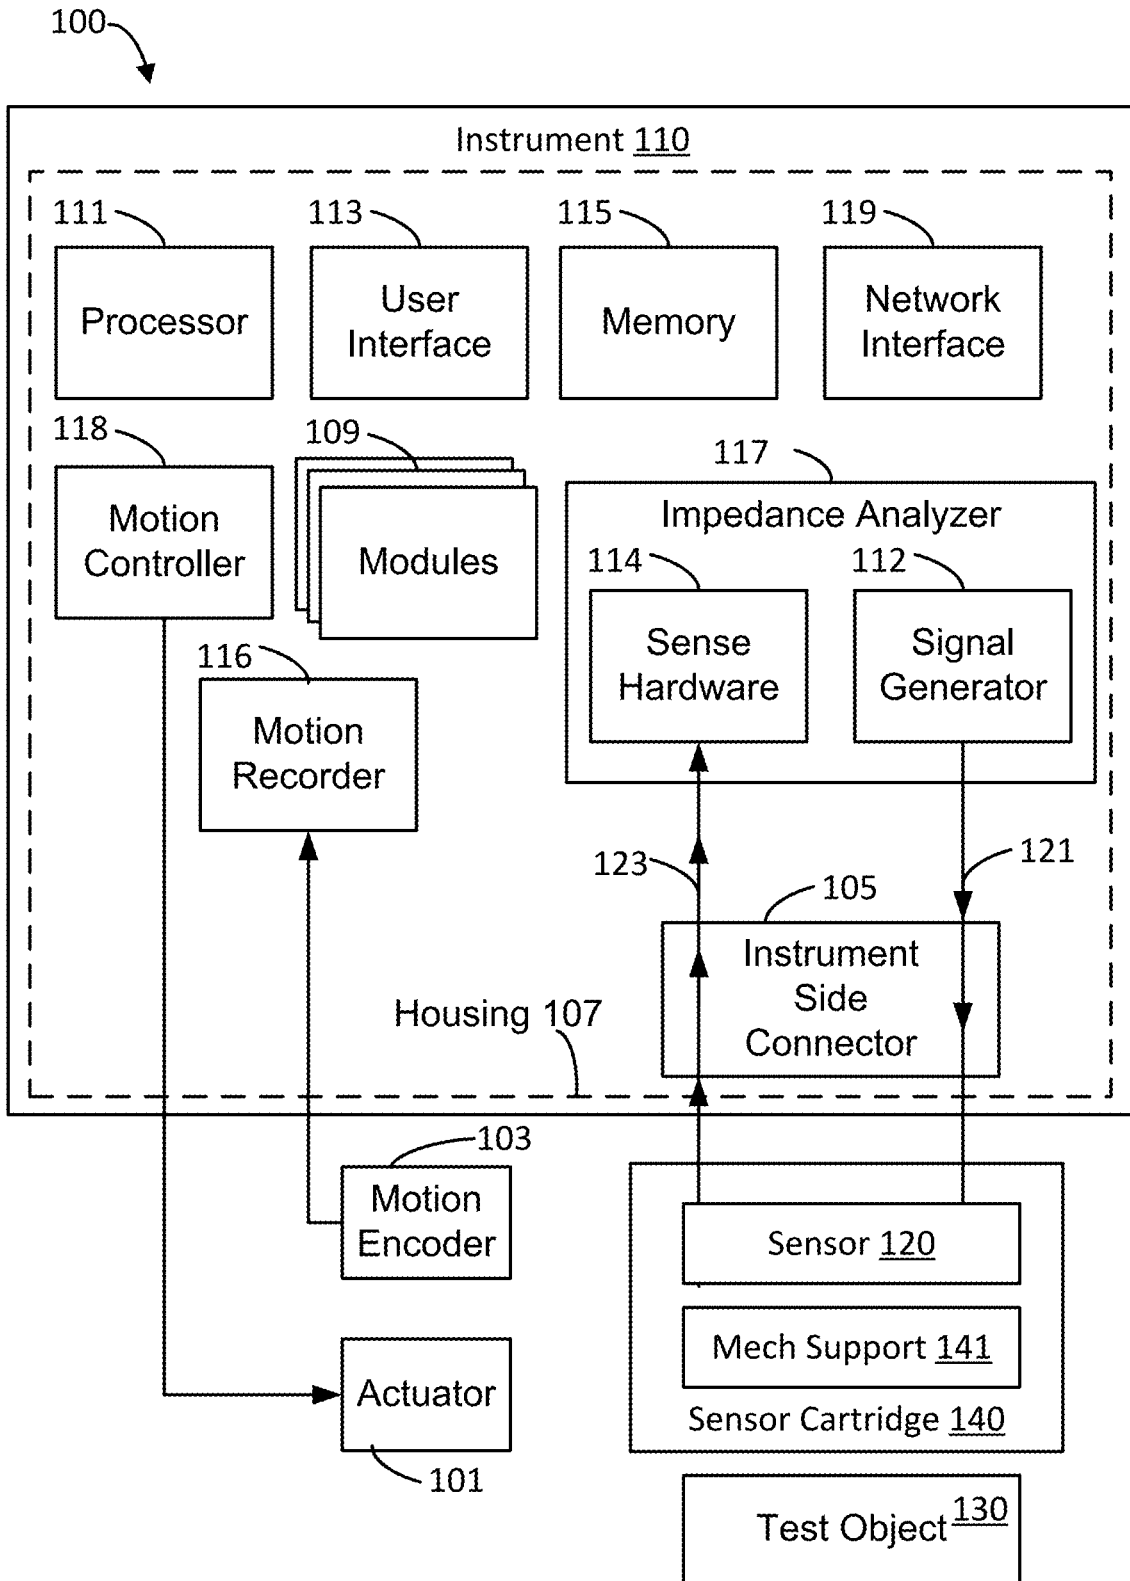 100
Instrument 110
111
113
115
119
Processor
User
Interface
Memory
Network
Interface
118
109
117
Motion
Controller
Modules
Impedance Analyzer
114
112
Sense
Hardware
Signal
Generator
116
Motion
Recorder
123
121
105
Instrument
Side
Connector
Housing 107
103
Motion
Encoder
Sensor 120
Mech Support 141
Actuator
Sensor Cartridge 140
101
Test Object 130